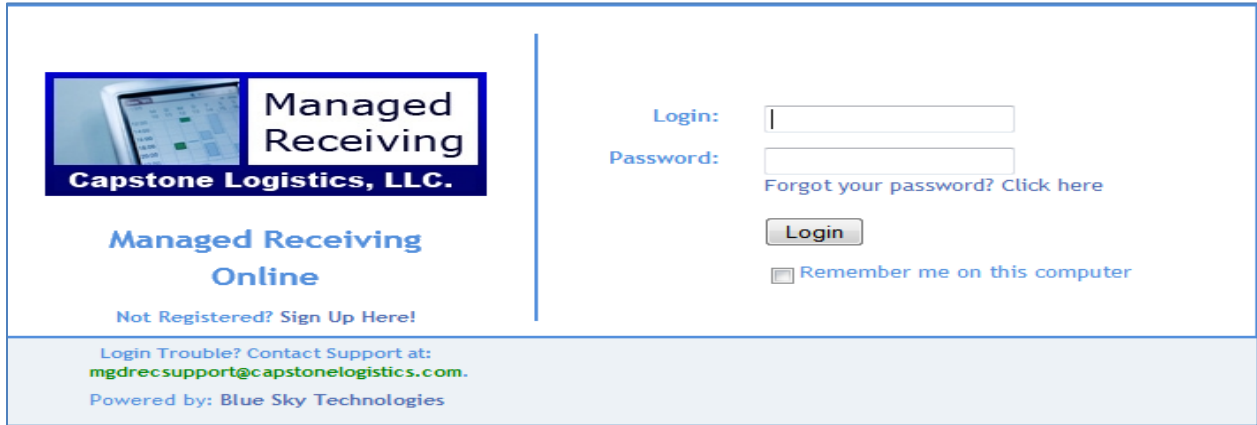 Managed
Receiving
Capstone Logistics, LLC.
Managed Receiving
Online
Not Registered? Sign Up Here!
Login:
Password:
Forgot your password? Click here
Login
Remember me on this computer
Login Trouble? Contact Support at:
mgdrecsupport@capstonelogistics.com.
Powered by: Blue Sky Technologies